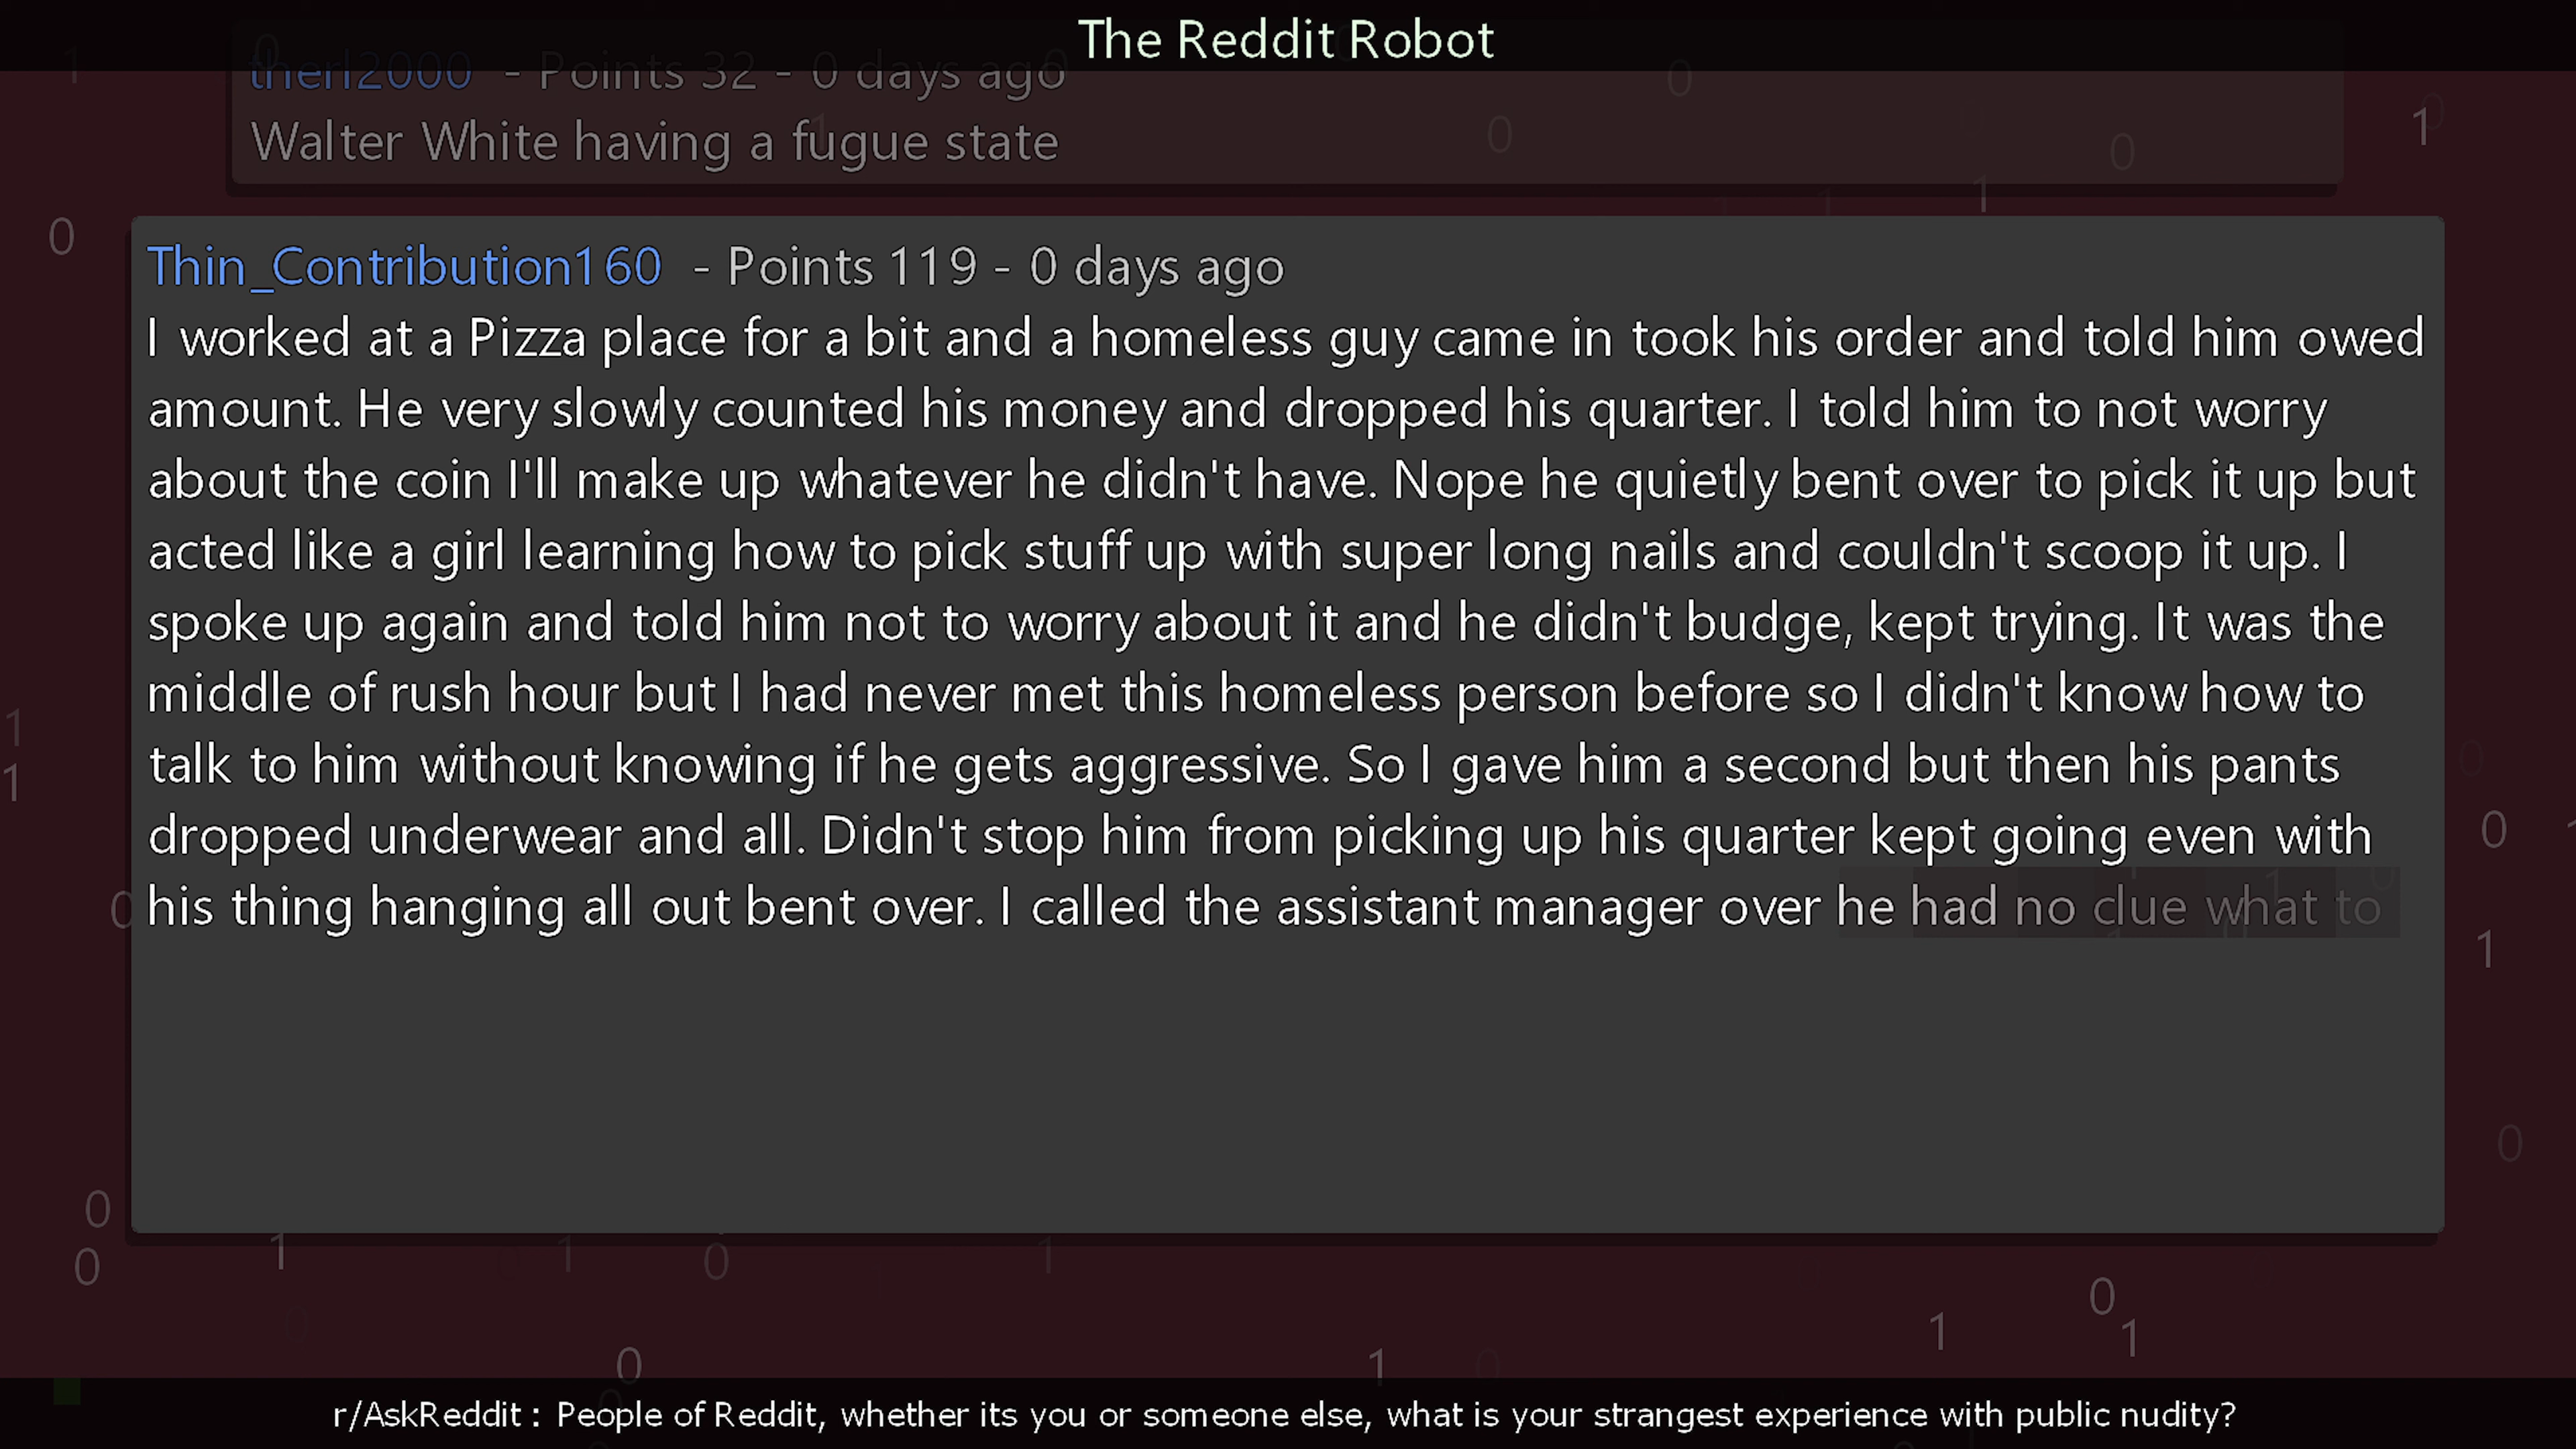 The Reddit Robot
therl2000 - Points 32 - 0 days ago
Walter White having a fugue state
Thin_Contribution160 - Points 119 - 0 days ago
I worked at a Pizza place for a bit and a homeless guy came in took his order and told him owed
amount. He very slowly counted his money and dropped his quarter. I told him to not worry
about the coin I'll make up whatever he didn't have. Nope he quietly bent over to pick it up but
acted like a girl learning how to pick stuff up with super long nails and couldn't scoop it up. I
spoke up again and told him not to worry about it and he didn't budge, kept trying. It was the
middle of rush hour but I had never met this homeless person before so I didn't know how to
talk to him without knowing if he gets aggressive. So I gave him a second but then his pants
dropped underwear and all. Didn't stop him from picking up his quarter kept going even with
his thing hanging all out bent over. I called the assistant manager over he had no clue what to
r/AskReddit : People of Reddit, whether its you or someone else, what is your strangest experience with public nudity?